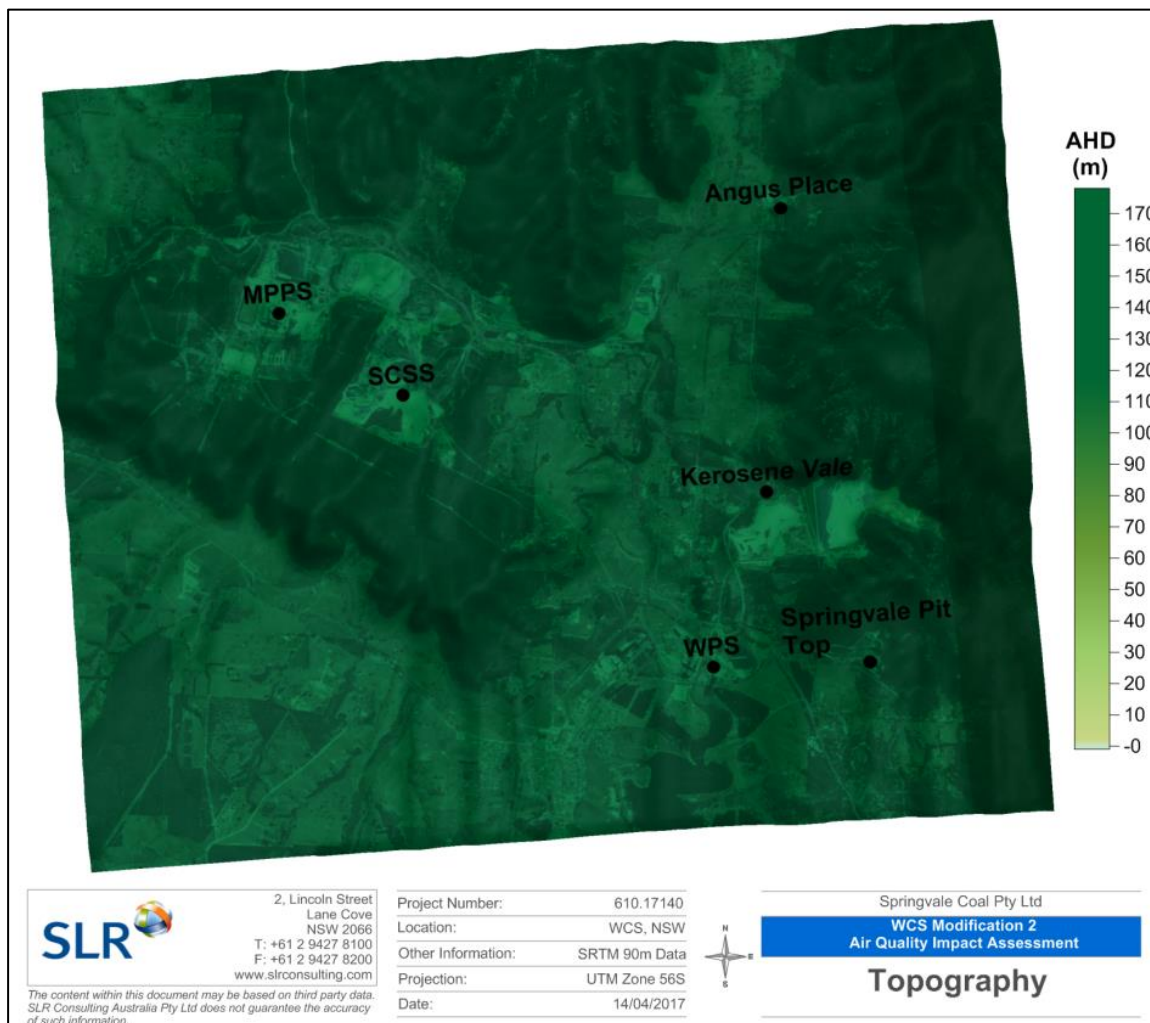 Angus Place
MPPS
SCSS
Kerosene Vale
Springvale Pit
Top
WPS
AHD
(m)
170
160
150
140
130
120
110
100
90
80
70
60
50
40
30
20
10
-0
SLR
2, Lincoln Street
Lane Cove
NSW 2066
T: +61 2 9427 8100
F: +61 2 9427 8200
www.slrconsulting.com
The content within this document may be based on third party data.
SLR Consulting Australia Pty Ltd does not guarantee the accuracy
of such information.
Project Number: 610.17140
Location: WCS, NSW
Other Information: SRTM 90m Data
Projection: UTM Zone 56S
Date: 14/04/2017
N
E
S
Springvale Coal Pty Ltd
WCS Modification 2
Air Quality Impact Assessment
Topography